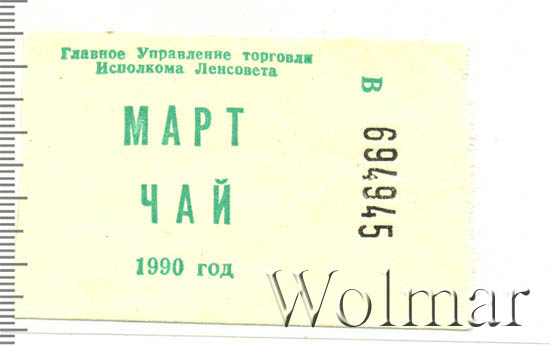 Главное Управление торговли
Исполкома Ленсовета
МАРТ
ЧАЙ
1990 год
В 694945
Wolmar